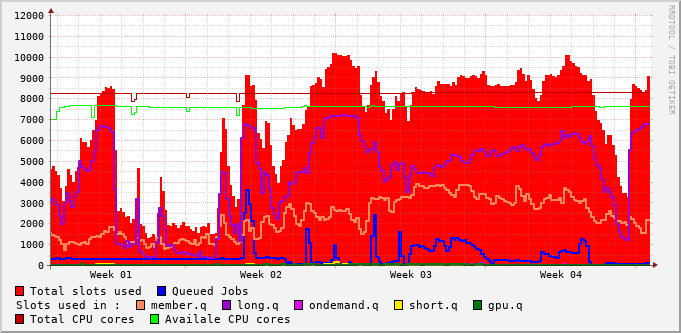 RRDTOOL / TOBI OETIKER
12000
11000
10000
9000
8000
7000
6000
5000
4000
3000
2000
1000
0
Week 01 Week 02 Week 03 Week 04
Total slots used Queued Jobs
Slots used in : member.q long.q ondemand.q short.q gpu.q
Total CPU cores Availale CPU cores